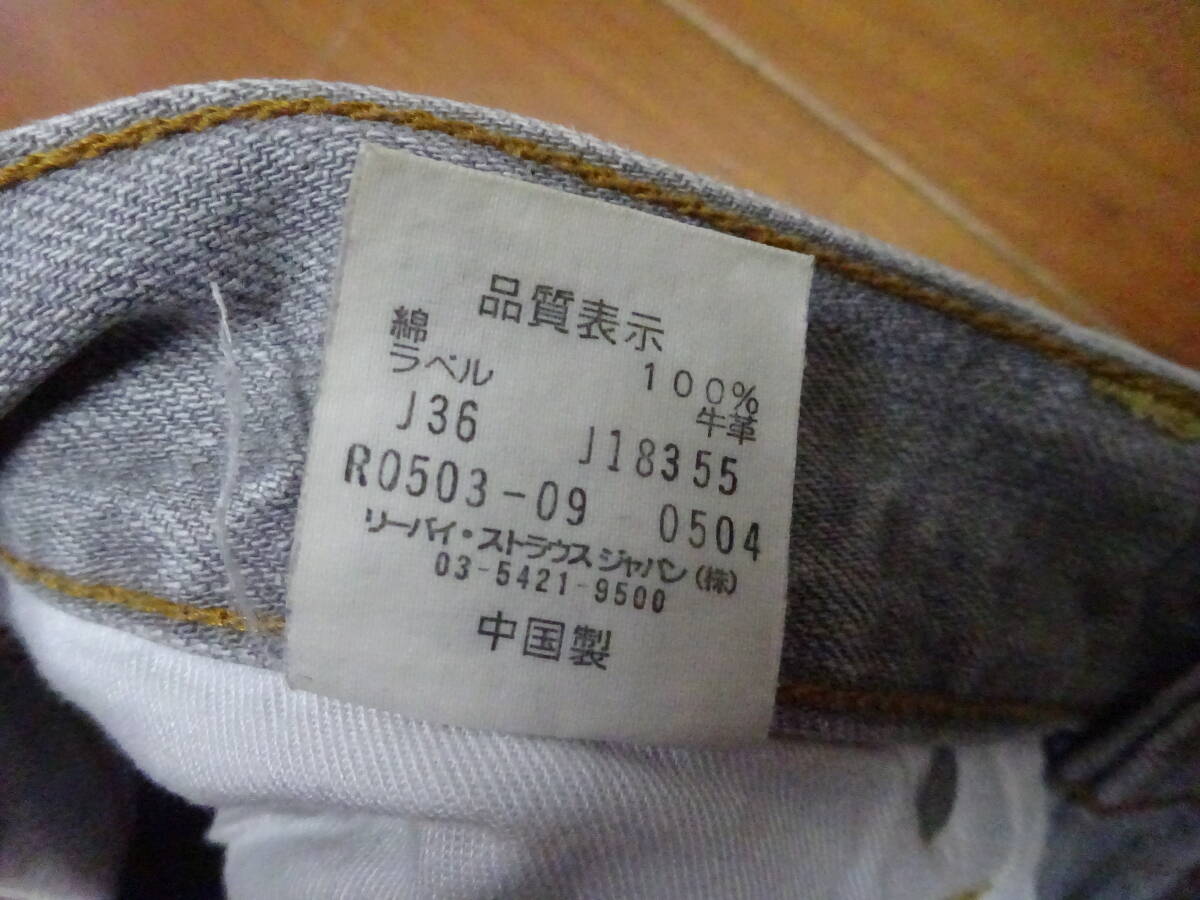 品質表示
綿 100%
ラベル 牛革
J36 J18355
R0503-09 0504
リーバイ・ストラウス ジャパン(株)
03-5421-9500
中国製